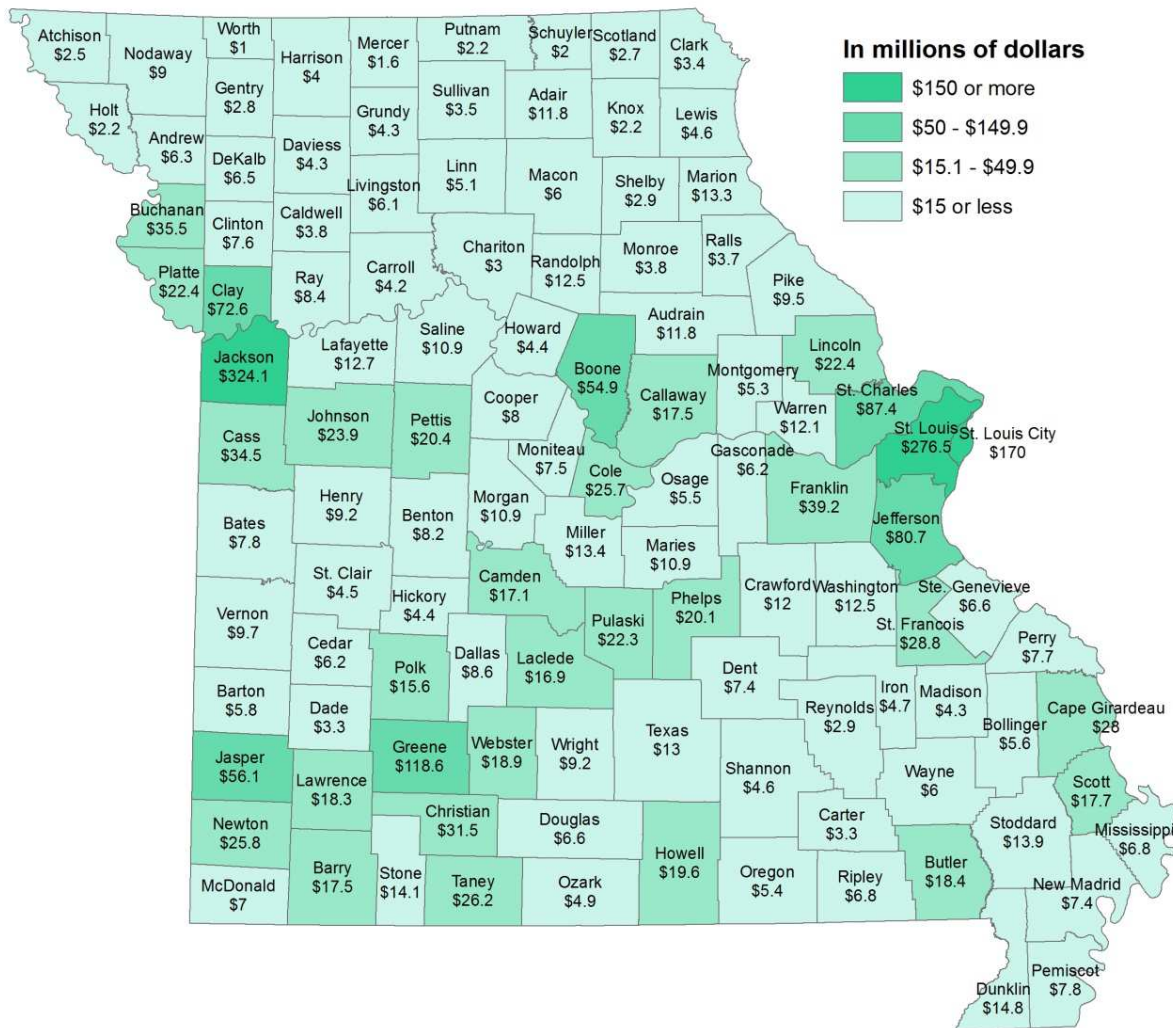 Atchison
$2.5
Nodaway
$9
Worth
$1
Harrison
$4
Mercer
$1.6
Putnam
$2.2
Schuyler
$2
Scotland
$2.7
Clark
$3.4
In millions of dollars
$150 or more
$50 - $149.9
$15.1 - $49.9
$15 or less
Holt
$2.2
Gentry
$2.8
Sullivan
$3.5
Adair
$11.8
Knox
$2.2
Lewis
$4.6
Andrew
$6.3
DeKalb
$6.5
Daviess
$4.3
Grundy
$4.3
Livingston
$6.1
Linn
$5.1
Macon
$6
Shelby
$2.9
Marion
$13.3
Buchanan
$35.5
Clinton
$7.6
Caldwell
$3.8
Chariton
$3
Randolph
$12.5
Monroe
$3.8
Ralls
$3.7
Platte
$22.4
Clay
$72.6
Ray
$8.4
Carroll
$4.2
Pike
$9.5
Jackson
$324.1
Lafayette
$12.7
Saline
$10.9
Howard
$4.4
Boone
$54.9
Audrain
$11.8
Callaway
$17.5
Montgomery
$5.3
Lincoln
$22.4
Warren
$12.1
St. Charles
$87.4
St. Louis
$276.5
St. Louis City
$170
Cass
$34.5
Johnson
$23.9
Pettis
$20.4
Cooper
$8
Moniteau
$7.5
Cole
$25.7
Osage
$5.5
Gasconade
$6.2
Franklin
$39.2
Jefferson
$80.7
Bates
$7.8
Henry
$9.2
Benton
$8.2
Morgan
$10.9
Miller
$13.4
Maries
$10.9
Vernon
$9.7
St. Clair
$4.5
Hickory
$4.4
Camden
$17.1
Pulaski
$22.3
Phelps
$20.1
Crawford
$12
Washington
$12.5
St. Francois
$28.8
Ste. Genevieve
$6.6
Perry
$7.7
Cedar
$6.2
Polk
$15.6
Dallas
$8.6
Laclede
$16.9
Dent
$7.4
Iron
$4.7
Madison
$4.3
Bollinger
$5.6
Cape Girardeau
$28
Barton
$5.8
Dade
$3.3
Greene
$118.6
Webster
$18.9
Wright
$9.2
Texas
$13
Reynolds
$2.9
Shannon
$4.6
Wayne
$6
Scott
$17.7
Jasper
$56.1
Lawrence
$18.3
Christian
$31.5
Douglas
$6.6
Howell
$19.6
Carter
$3.3
Stoddard
$13.9
Mississippi
$6.8
Newton
$25.8
McDonald
$7
Barry
$17.5
Stone
$14.1
Taney
$26.2
Ozark
$4.9
Oregon
$5.4
Ripley
$6.8
Butler
$18.4
New Madrid
$7.4
Dunklin
$14.8
Pemiscot
$7.8